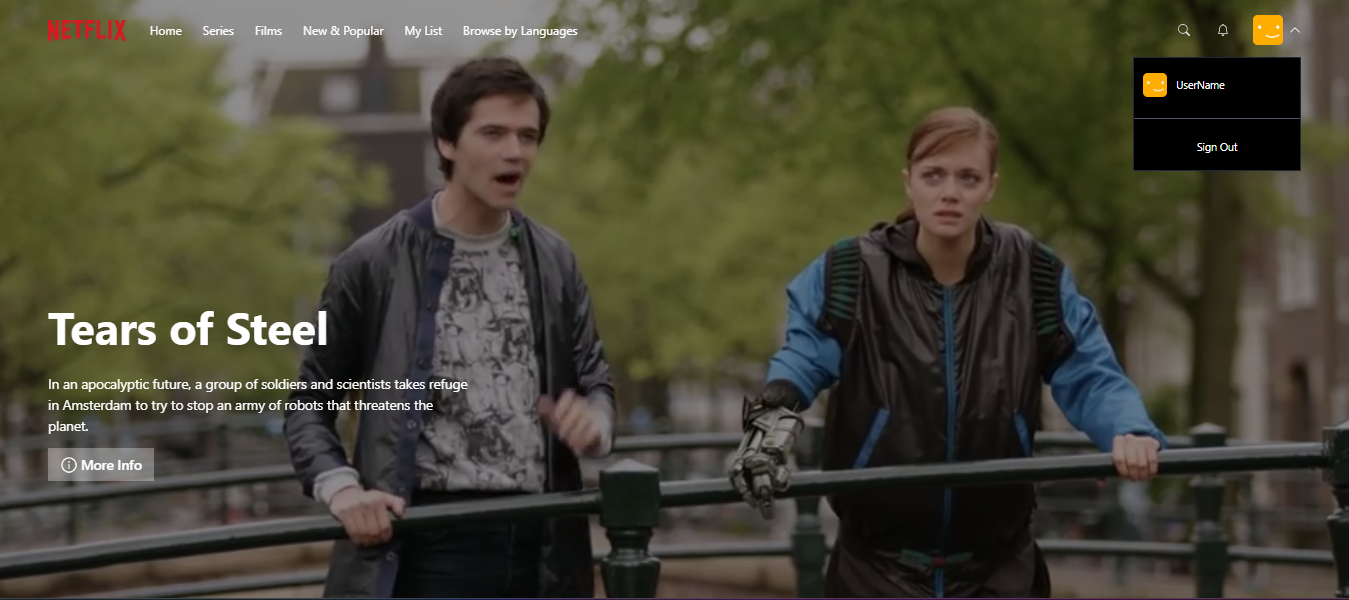 NETFLIX Home Series Films New & Popular My List Browse by Languages
UserName
Sign Out
Tears of Steel
In an apocalyptic future, a group of soldiers and scientists takes refuge
in Amsterdam to try to stop an army of robots that threatens the
planet.
More Info